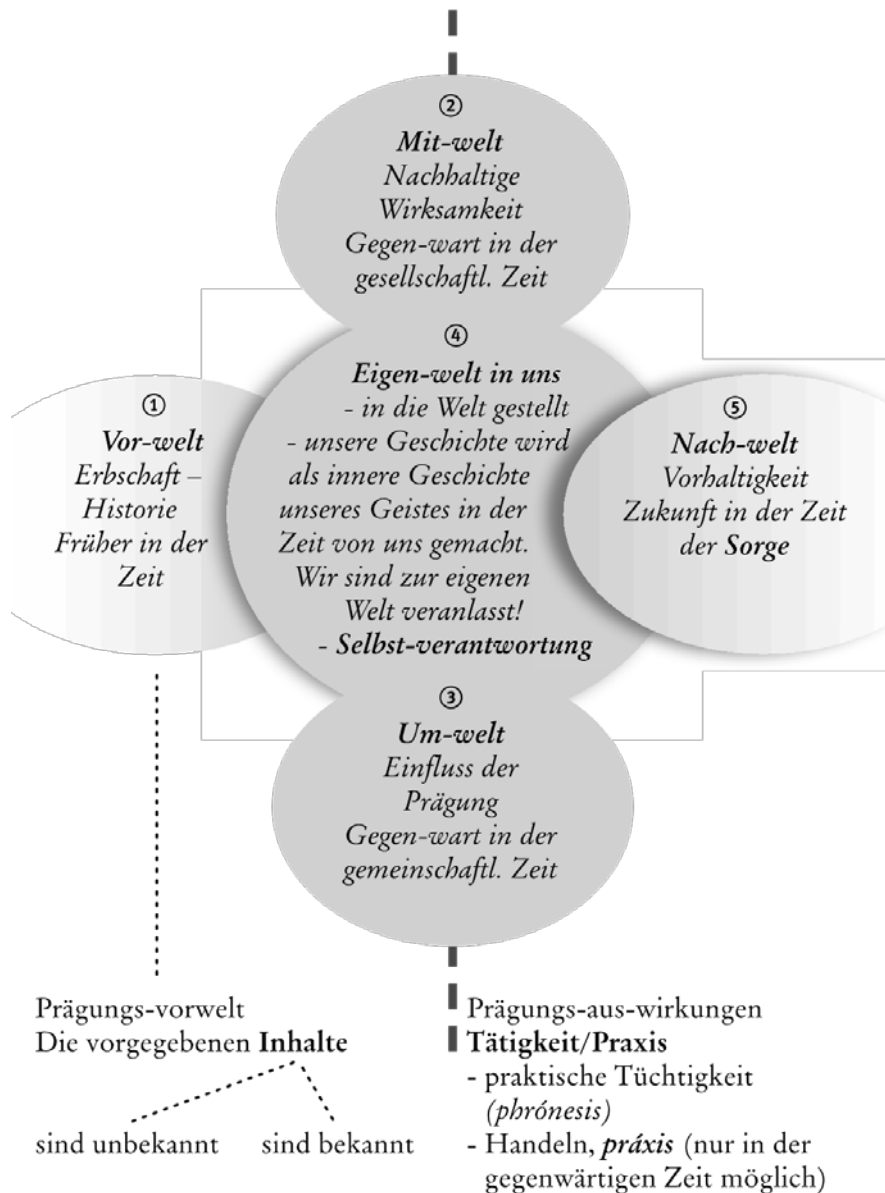 ②
Mit-welt
Nachhaltige
Wirksamkeit
Gegen-wart in der
gesellschaftl. Zeit
①
Vor-welt
Erbschaft –
Historie
Früher in der
Zeit
④
Eigen-welt in uns
- in die Welt gestellt
- unsere Geschichte wird
als innere Geschichte
unseres Geistes in der
Zeit von uns gemacht.
Wir sind zur eigenen
Welt veranlasst!
- Selbst-verantwortung
⑤
Nach-welt
Vorhaltigkeit
Zukunft in der Zeit
der Sorge
③
Um-welt
Einfluss der
Prägung
Gegen-wart in der
gemeinschaftl. Zeit
Prägungs-vorwelt
Die vorgegebenen Inhalte
sind unbekannt sind bekannt
Prägungs-aus-wirkungen
Tätigkeit/Praxis
- praktische Tüchtigkeit
(phrónesis)
- Handeln, práxis (nur in der
gegenwärtigen Zeit möglich)